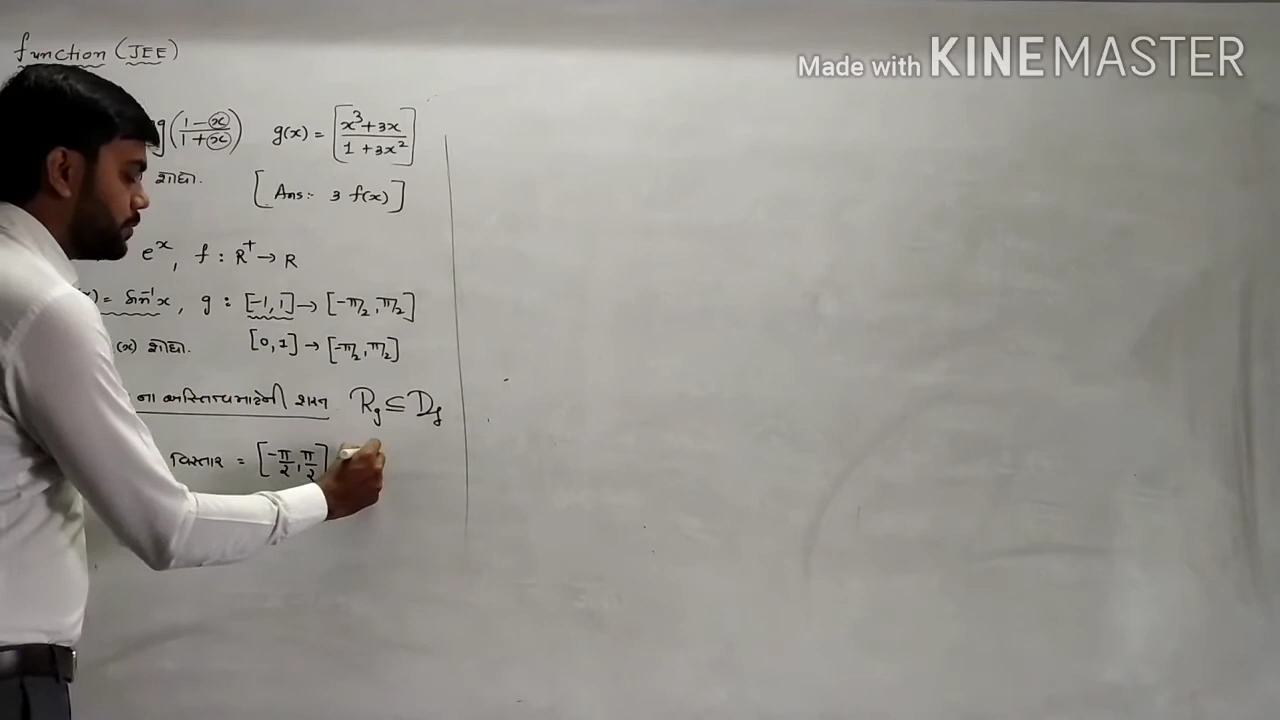 function (JEE)
Made with KINEMASTER
g(1-x/1+x) g(x) = [x³+3x/1+3x²]
શોધો.
[Ans:- 3 f(x)]
eˣ, f : R⁺ → R
x) = sin⁻¹x, g : [-1,1] → [-π/2, π/2]
(x) શોધો. [0,1] → [-π/2, π/2]
ના અસ્તિત્વ માટેની શરત R_g ⊆ D_f
વિસ્તાર = [-π/2, π/2]